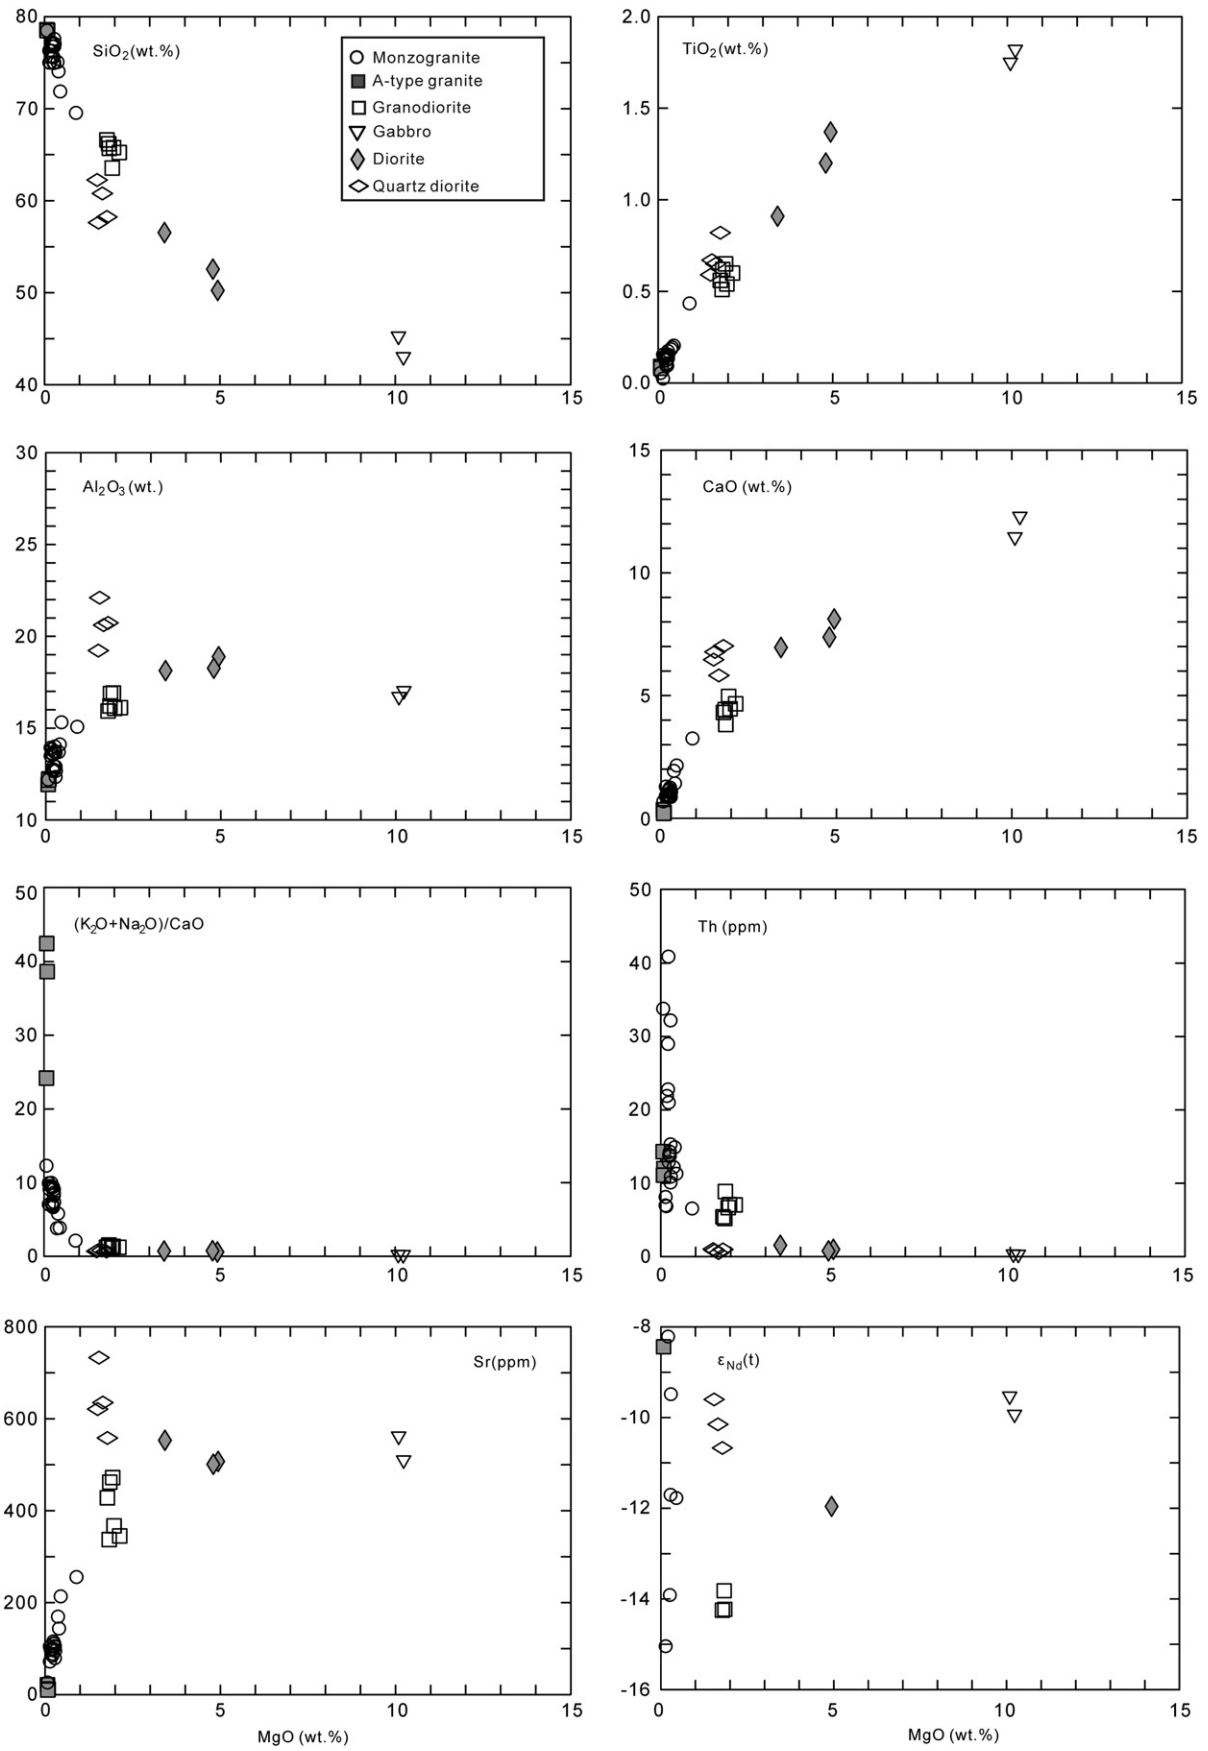 80
70
60
50
40
SiO2(wt.%)
Monzogranite
A-type granite
Granodiorite
Gabbro
Diorite
Quartz diorite
0 5 10 15
2.0
1.5
1.0
0.5
0.0
TiO2(wt.%)
0 5 10 15
30
25
20
15
10
Al2O3(wt.)
0 5 10 15
15
10
5
0
CaO (wt.%)
0 5 10 15
50
40
30
20
10
0
(K2O+Na2O)/CaO
0 5 10 15
50
40
30
20
10
0
Th (ppm)
0 5 10 15
800
600
400
200
0
Sr(ppm)
0 5 10 15
MgO (wt.%)
-8
-10
-12
-14
-16
εNd(t)
0 5 10 15
MgO (wt.%)